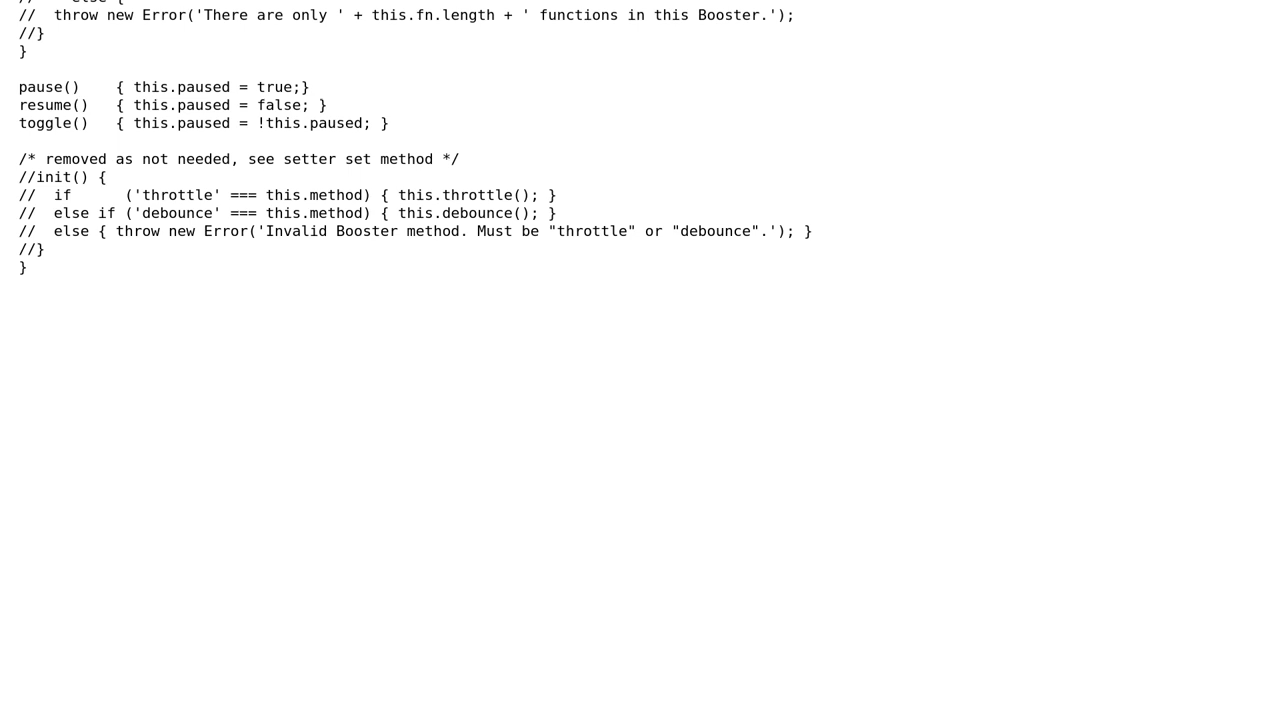 //    else {
//  throw new Error('There are only ' + this.fn.length + ' functions in this Booster.');
//}
}

pause()    { this.paused = true;}
resume()   { this.paused = false; }
toggle()   { this.paused = !this.paused; }

/* removed as not needed, see setter set method */
//init() {
//  if      ('throttle' === this.method) { this.throttle(); }
//  else if ('debounce' === this.method) { this.debounce(); }
//  else { throw new Error('Invalid Booster method. Must be "throttle" or "debounce".'); }
//}
}